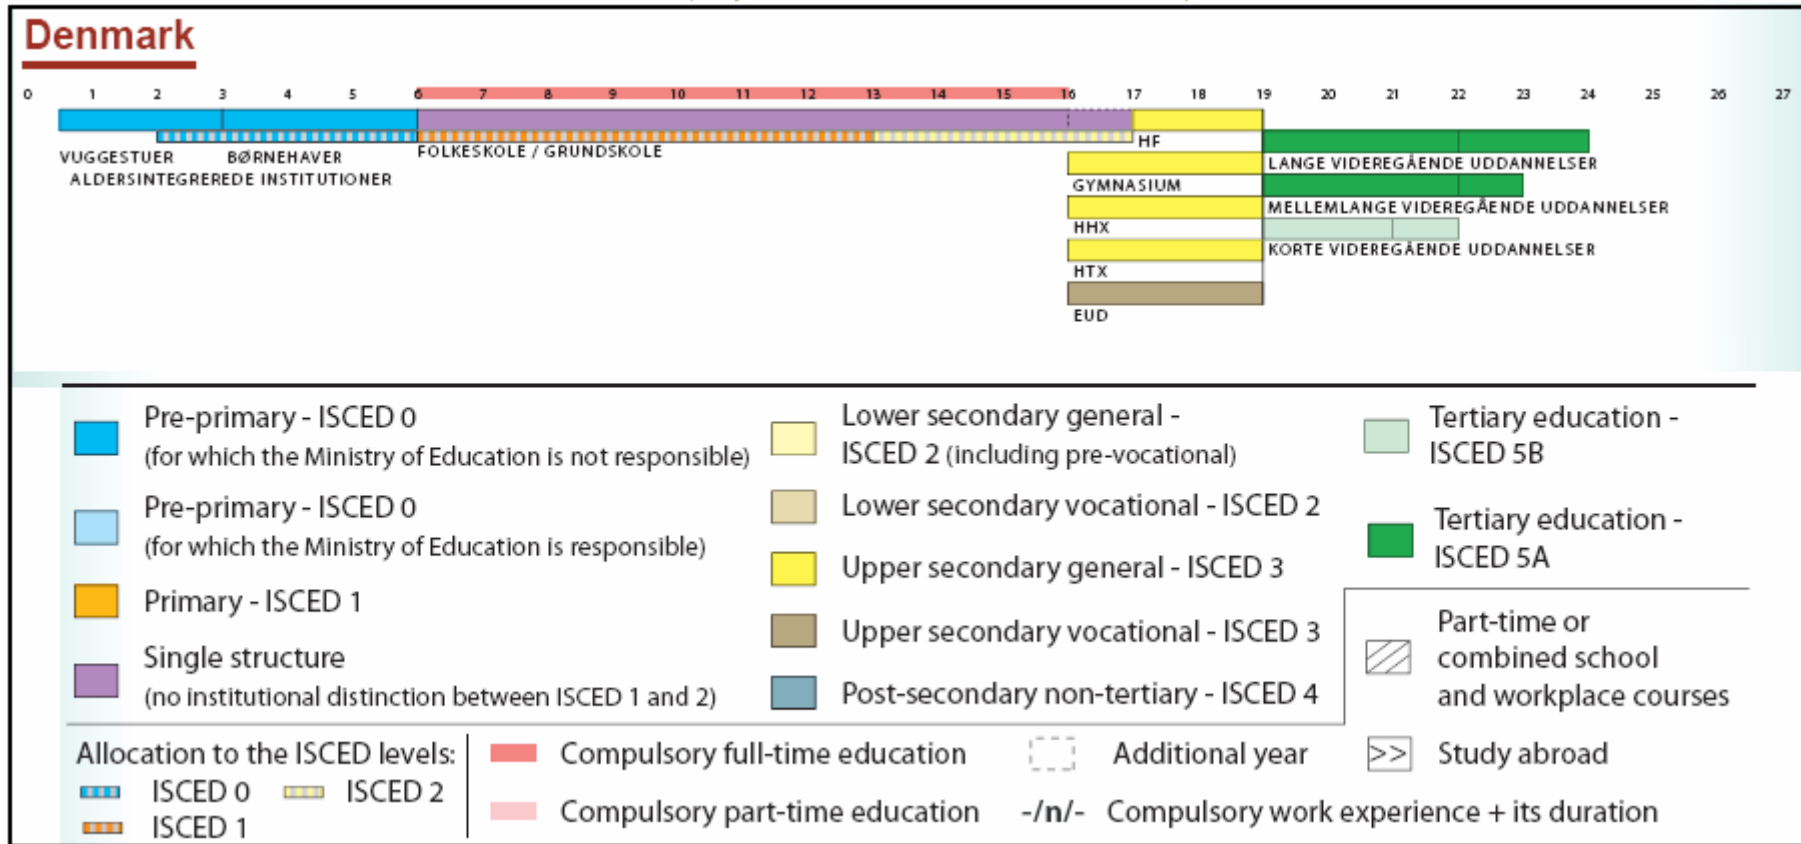 Denmark
0 1 2 3 4 5 6 7 8 9 10 11 12 13 14 15 16 17 18 19 20 21 22 23 24 25 26 27
VUGGESTUER BØRNEHAVER
ALDERSINTEGREREDE INSTITUTIONER
FOLKESKOLE / GRUNDSKOLE
HF
GYMNASIUM
HHX
HTX
EUD
LANGE VIDEREGÅENDE UDDANNELSER
MELLEMLANGE VIDEREGÅENDE UDDANNELSER
KORTE VIDEREGÅENDE UDDANNELSER
Pre-primary - ISCED 0
(for which the Ministry of Education is not responsible)
Pre-primary - ISCED 0
(for which the Ministry of Education is responsible)
Primary - ISCED 1
Single structure
(no institutional distinction between ISCED 1 and 2)
Lower secondary general -
ISCED 2 (including pre-vocational)
Lower secondary vocational - ISCED 2
Upper secondary general - ISCED 3
Upper secondary vocational - ISCED 3
Post-secondary non-tertiary - ISCED 4
Tertiary education -
ISCED 5B
Tertiary education -
ISCED 5A
Part-time or
combined school
and workplace courses
Allocation to the ISCED levels:
ISCED 0 ISCED 2
ISCED 1
Compulsory full-time education
Compulsory part-time education
Additional year
-/n/- Compulsory work experience + its duration
>> Study abroad